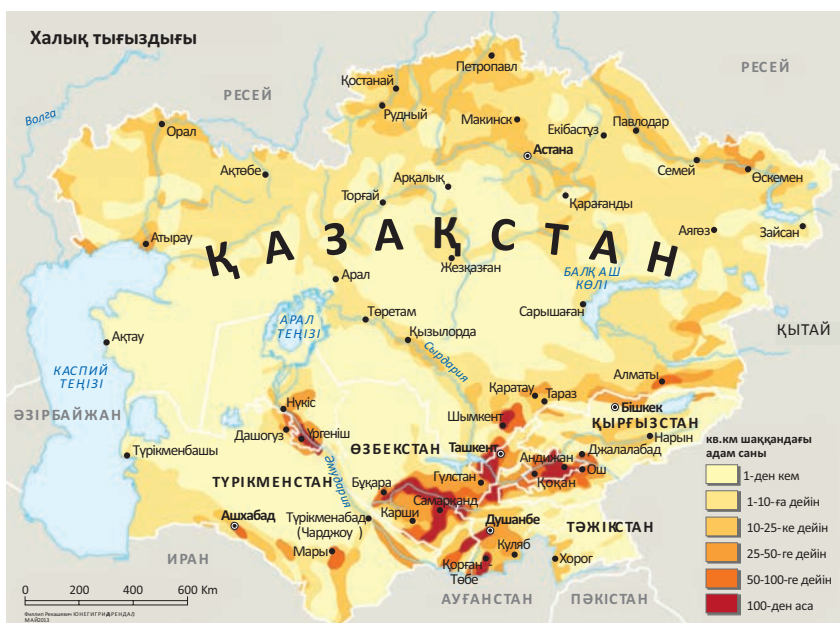 Халық тығыздығы
РЕСЕЙ
РЕСЕЙ
Волга
Петропавл
Қостанай
Рудный
Макинск
Екібастұз
Павлодар
Орал
Астана
Семей
Өскемен
Ақтөбе
Арқалық
Торғай
Қарағанды
Аягөз
Зайсан
Атырау
ҚАЗАҚСТАН
Жезқазған
Арал
БАЛҚАШ
КӨЛІ
Сарышаған
АРАЛ
ТЕҢІЗІ
Төретам
Қызылорда
Сырдария
ҚЫТАЙ
Ақтау
КАСПИЙ
ТЕҢІЗІ
ӘЗІРБАЙЖАН
Алматы
Қаратау
Тараз
Бішкек
ҚЫРҒЫЗСТАН
Нарын
Шымкент
Нүкіс
Дашогуз
Үргеніш
ӨЗБЕКСТАН
Ташкент
Андижан
Джалалабад
Ош
Қоқан
Түрікменбашы
Әмудария
ТҮРІКМЕНСТАН
Бұқара
Гүлстан
Самарқанд
Қарши
Душанбе
ТӘЖІКСТАН
Ашхабад
Түрікменабад
(Чарджоу )
Мары
Куляб
Қорған -
Төбе
Хорог
ИРАН
АУҒАНСТАН
ПӘКІСТАН
кв.км шаққандағы
адам саны
1-ден кем
1-10-ға дейін
10-25-ке дейін
25-50-ге дейін
50-100-ге дейін
100-ден аса
0 200 400 600 Km
МАЙ2013